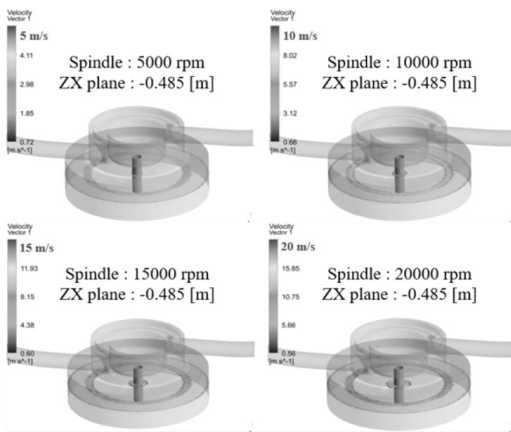 Velocity
Vector 1
5 m/s
4.11
2.98
1.85
0.72
[m s^-1]
Spindle : 5000 rpm
ZX plane : -0.485 [m]
Velocity
Vector 1
10 m/s
8.02
5.57
3.12
0.66
[m s^-1]
Spindle : 10000 rpm
ZX plane : -0.485 [m]
Velocity
Vector 1
15 m/s
11.93
8.15
4.38
0.60
[m s^-1]
Spindle : 15000 rpm
ZX plane : -0.485 [m]
Velocity
Vector 1
20 m/s
15.85
10.75
5.66
0.56
[m s^-1]
Spindle : 20000 rpm
ZX plane : -0.485 [m]